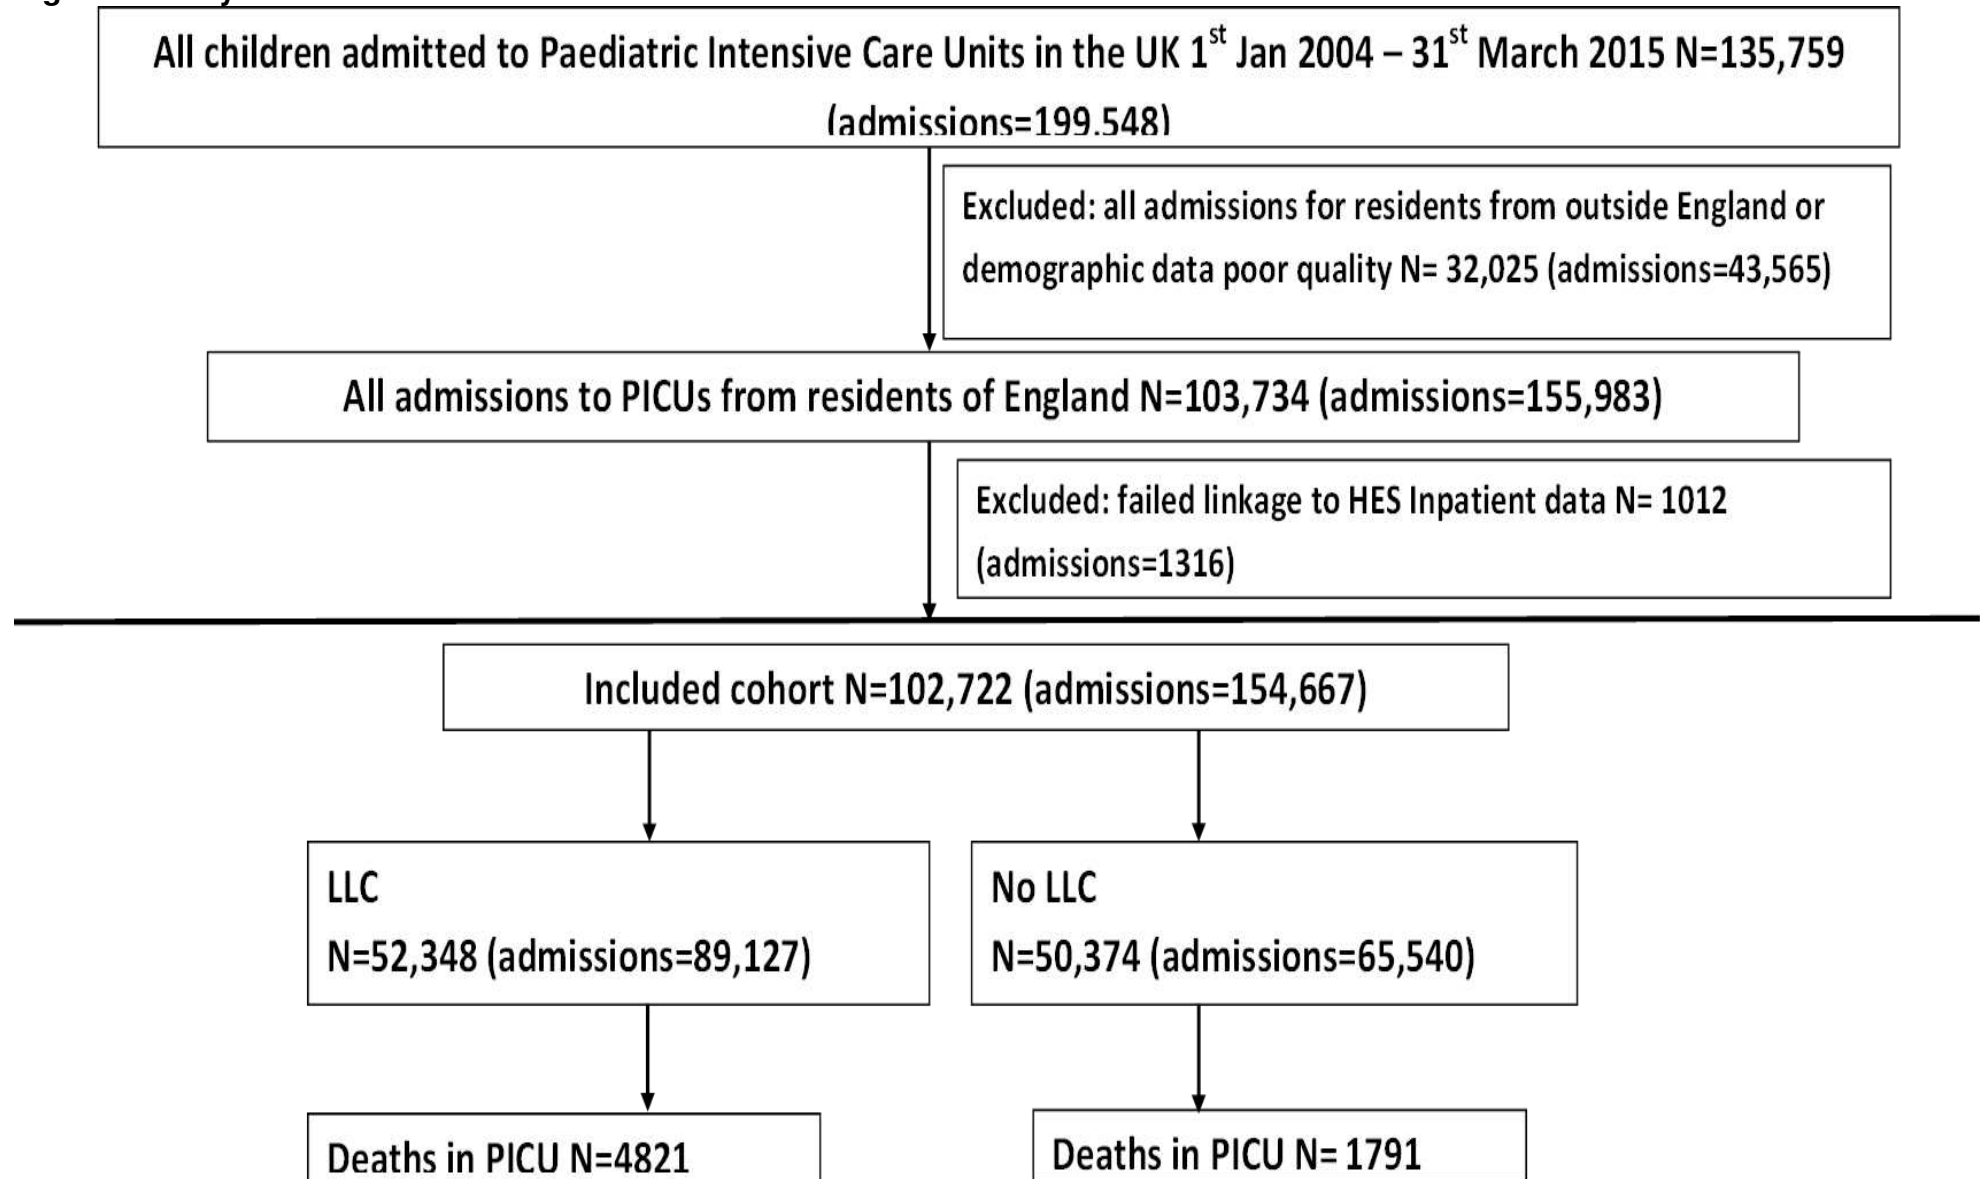 All children admitted to Paediatric Intensive Care Units in the UK 1st Jan 2004 – 31st March 2015 N=135,759
(admissions=199,548)
Excluded: all admissions for residents from outside England or
demographic data poor quality N= 32,025 (admissions=43,565)
All admissions to PICUs from residents of England N=103,734 (admissions=155,983)
Excluded: failed linkage to HES Inpatient data N= 1012
(admissions=1316)
Included cohort N=102,722 (admissions=154,667)
LLC
N=52,348 (admissions=89,127)
No LLC
N=50,374 (admissions=65,540)
Deaths in PICU N=4821
Deaths in PICU N= 1791